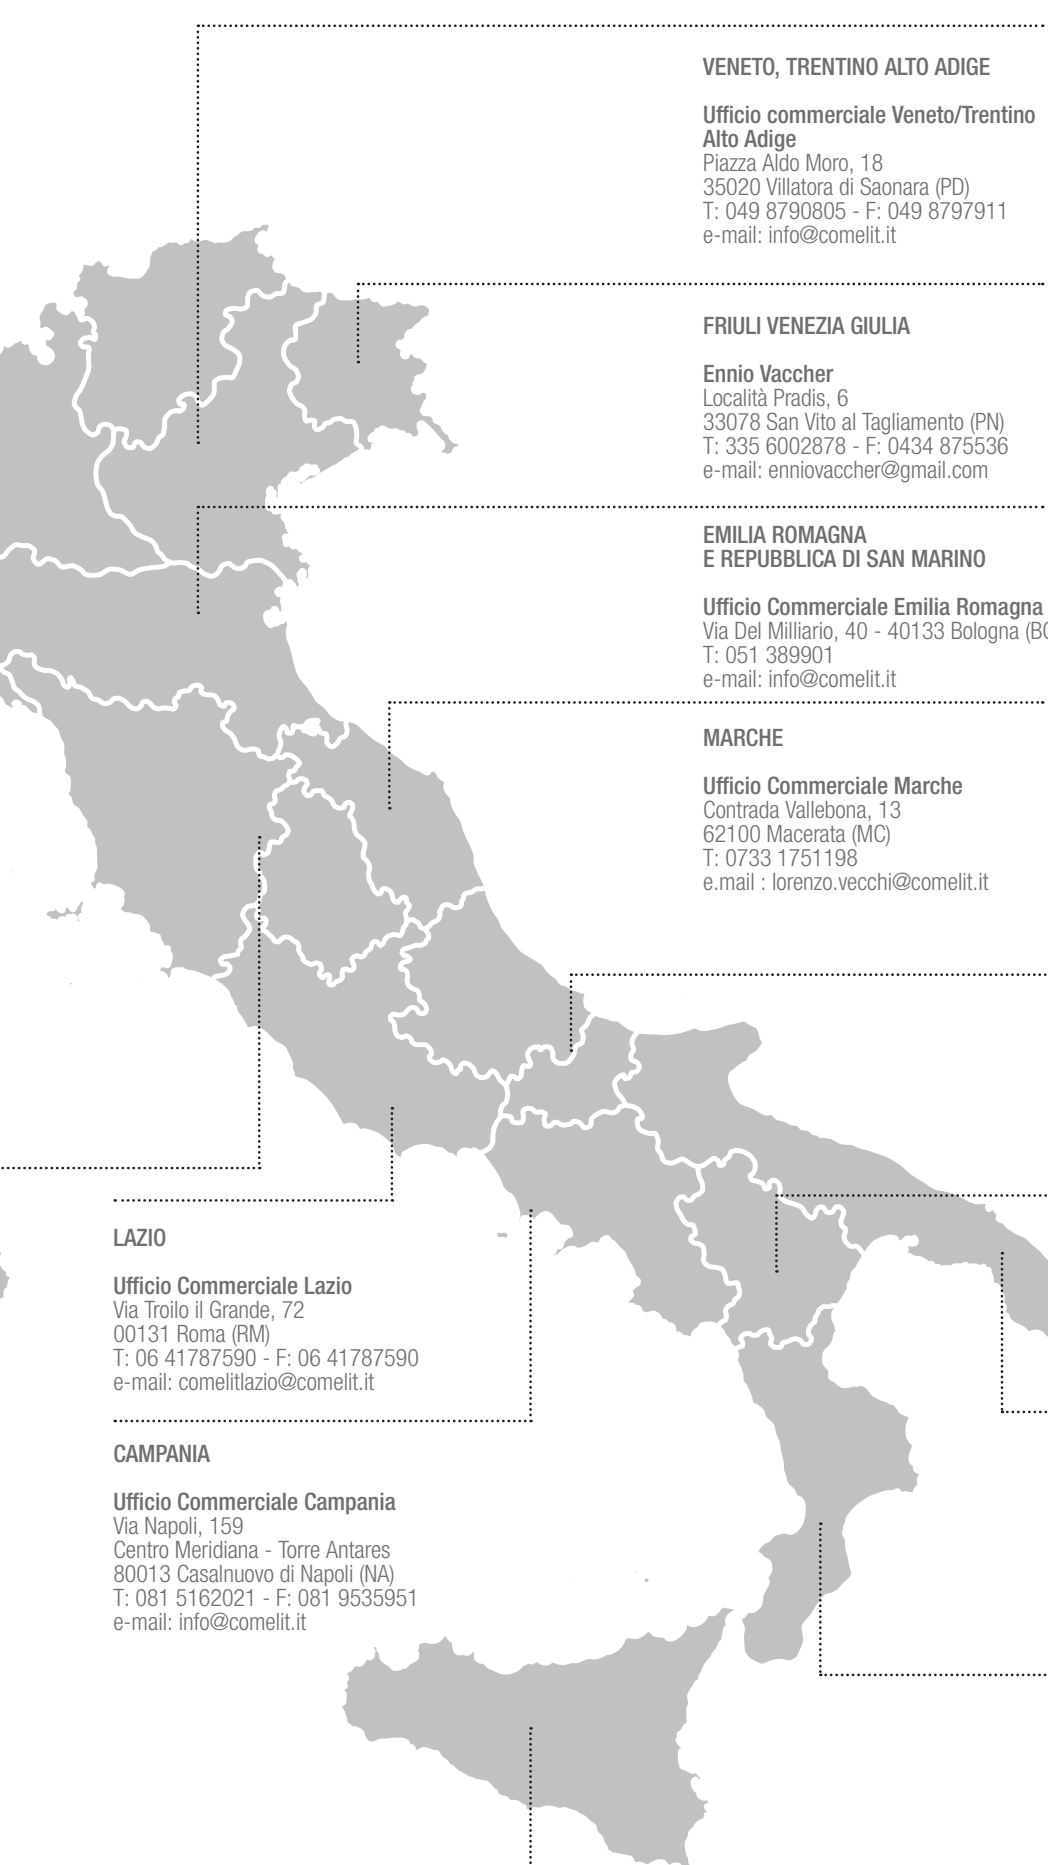 VENETO, TRENTINO ALTO ADIGE
Ufficio commerciale Veneto/Trentino
Alto Adige
Piazza Aldo Moro, 18
35020 Villatora di Saonara (PD)
T: 049 8790805 - F: 049 8797911
e-mail: info@comelit.it
FRIULI VENEZIA GIULIA
Ennio Vaccher
Località Pradis, 6
33078 San Vito al Tagliamento (PN)
T: 335 6002878 - F: 0434 875536
e-mail: enniovaccher@gmail.com
EMILIA ROMAGNA
E REPUBBLICA DI SAN MARINO
Ufficio Commerciale Emilia Romagna
Via Del Milliario, 40 - 40133 Bologna
T: 051 389901
e-mail: info@comelit.it
MARCHE
Ufficio Commerciale Marche
Contrada Vallebona, 13
62100 Macerata (MC)
T: 0733 1751198
e.mail : lorenzo.vecchi@comelit.it
LAZIO
Ufficio Commerciale Lazio
Via Troilo il Grande, 72
00131 Roma (RM)
T: 06 41787590 - F: 06 41787590
e-mail: comelitlazio@comelit.it
CAMPANIA
Ufficio Commerciale Campania
Via Napoli, 159
Centro Meridiana - Torre Antares
80013 Casalnuovo di Napoli (NA)
T: 081 5162021 - F: 081 9535951
e-mail: info@comelit.it